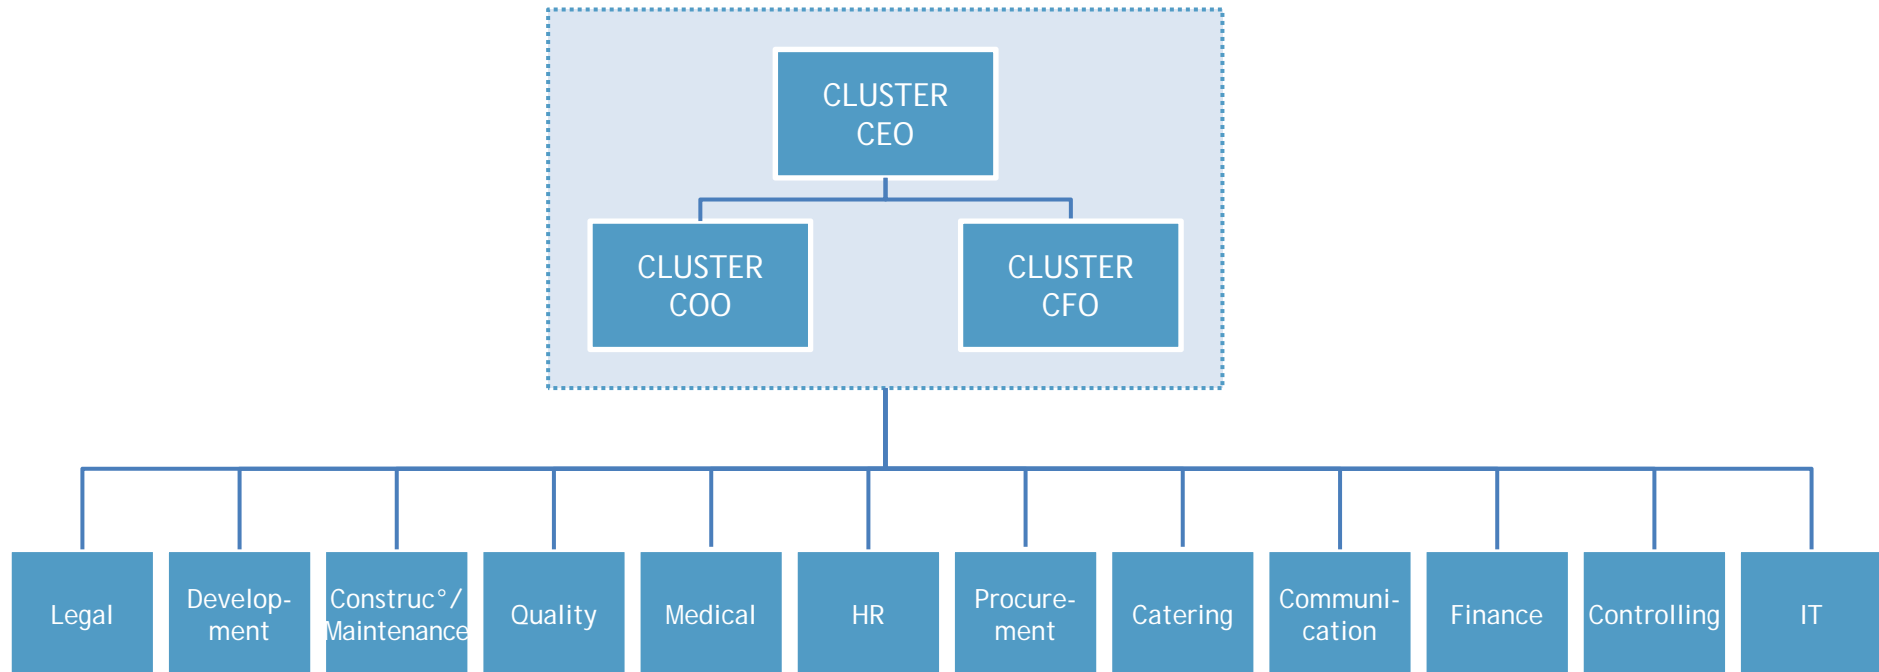 CLUSTER
CEO
CLUSTER
COO
CLUSTER
CFO
Legal
Develop-
ment
Construc°/
Maintenance
Quality
Medical
HR
Procure-
ment
Catering
Communi-
cation
Finance
Controlling
IT